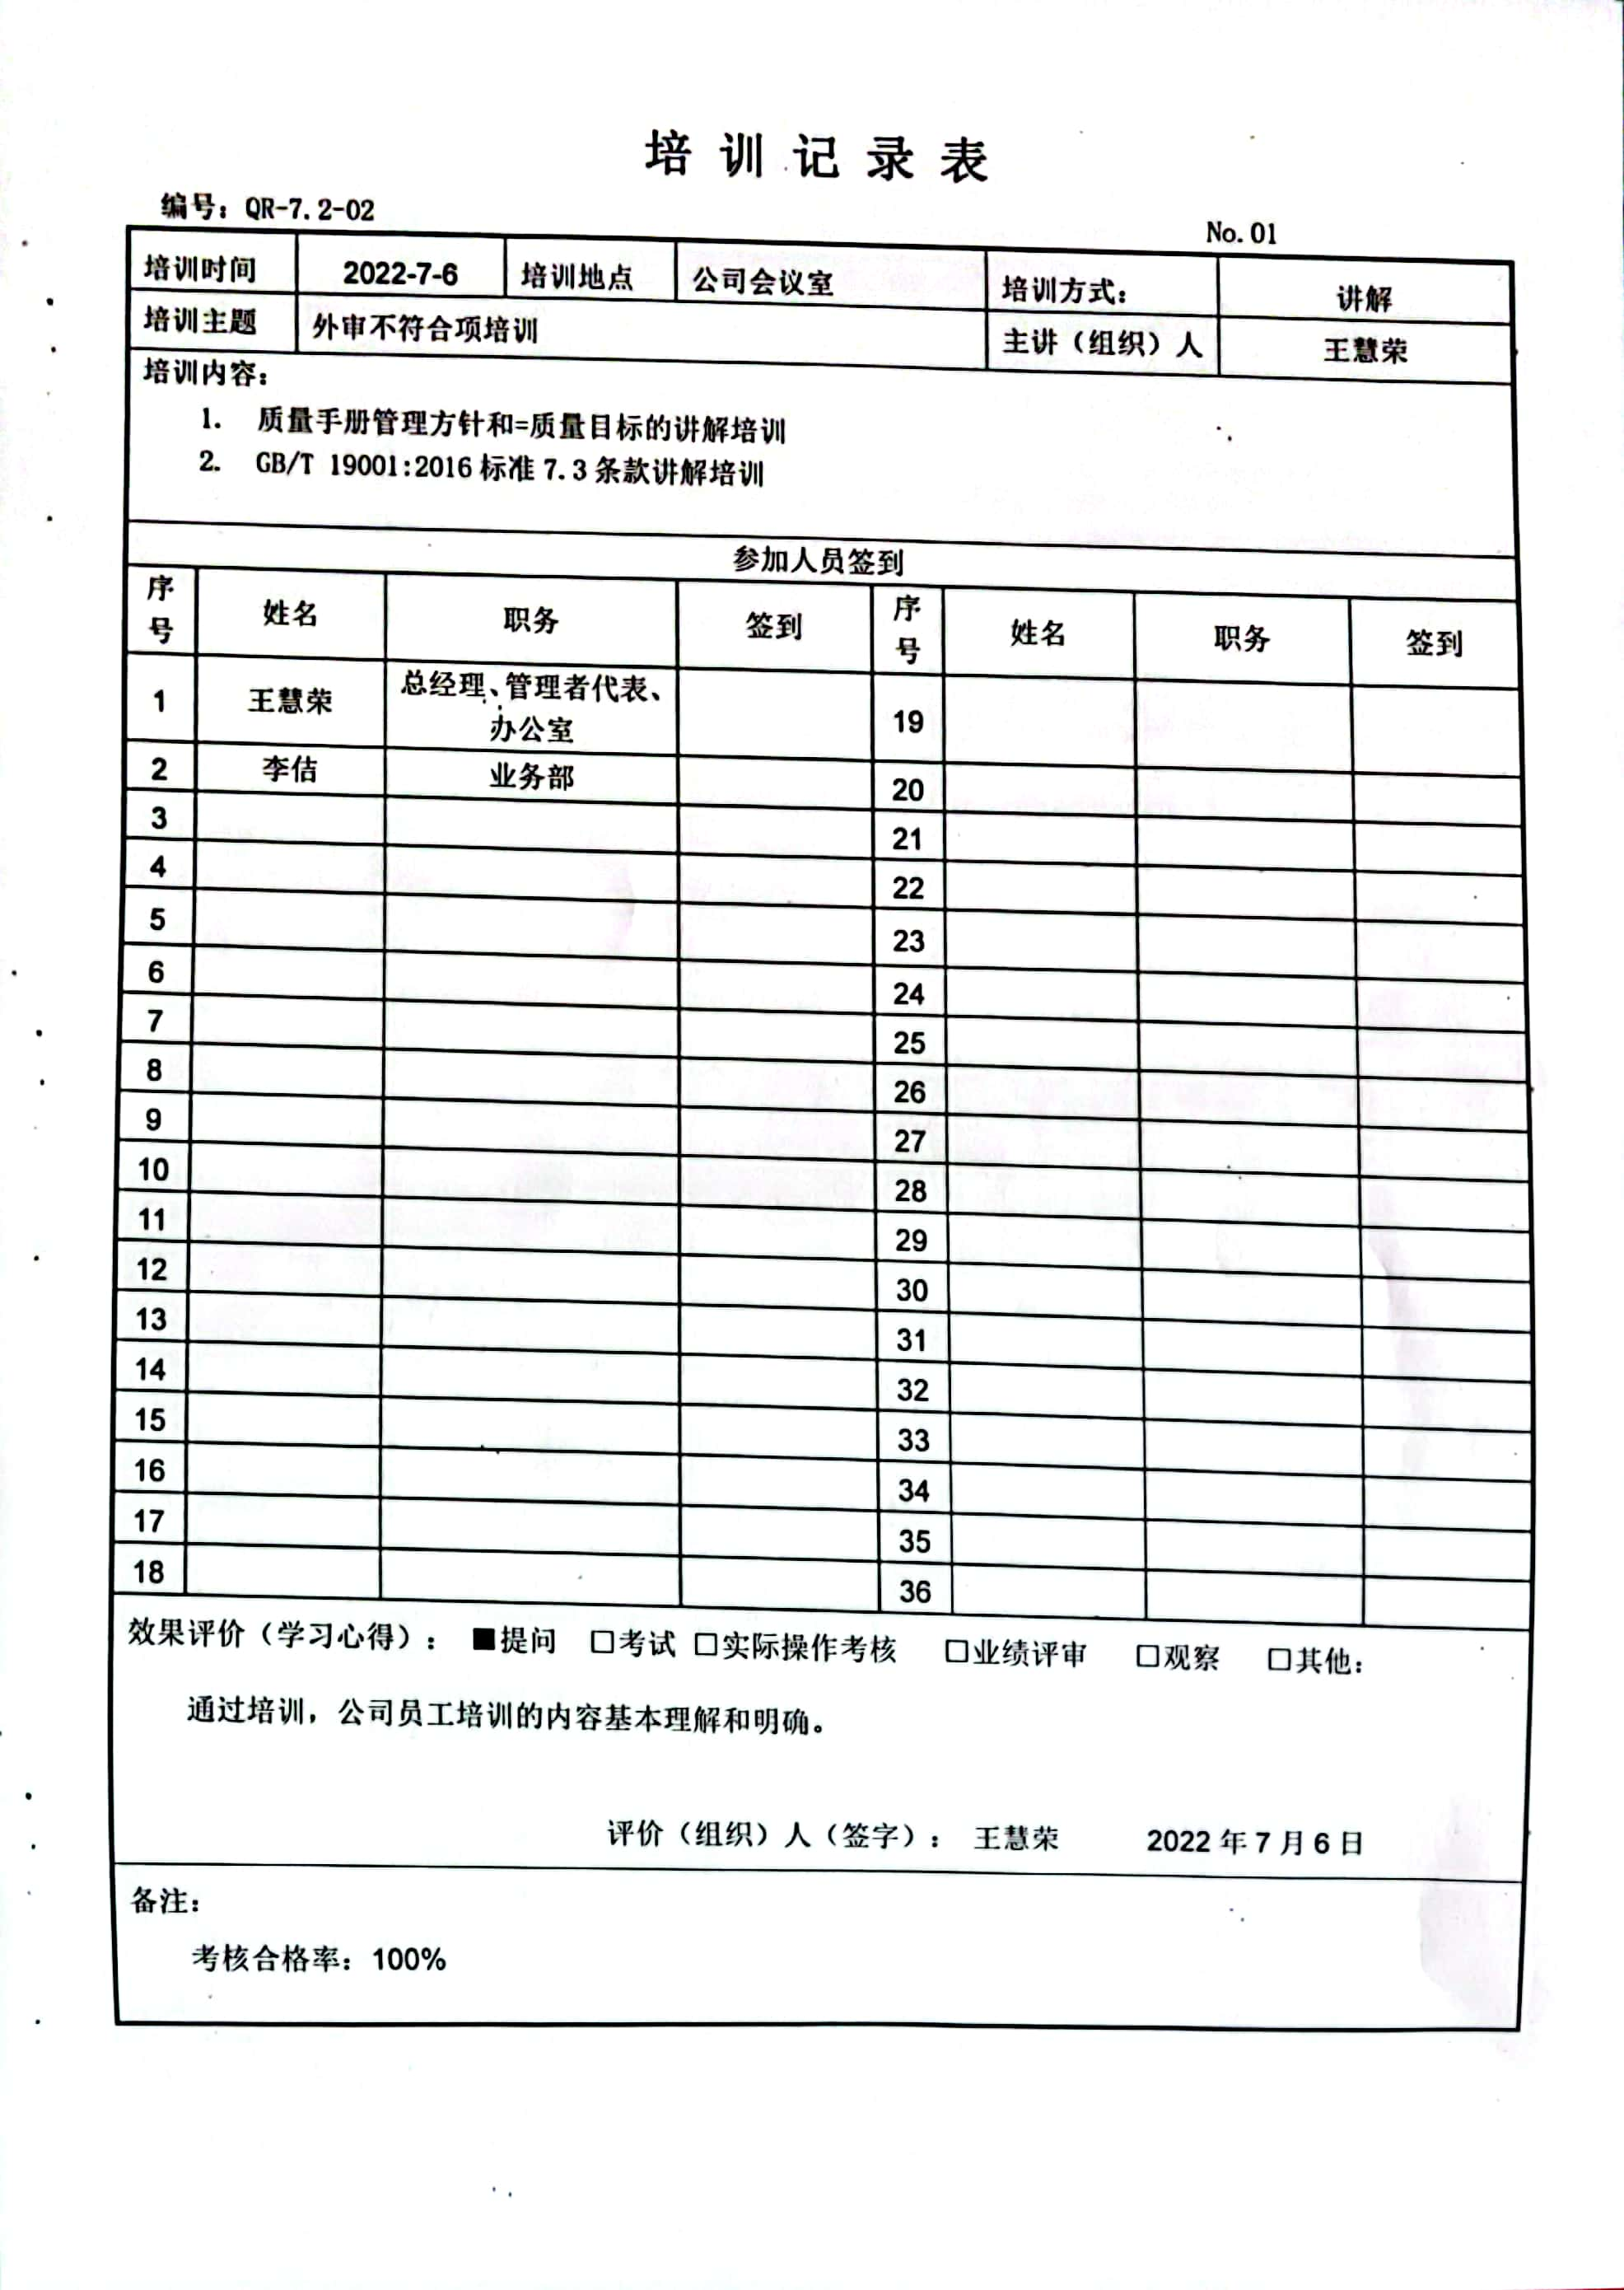 培训记录表
编号：QR-7.2-02
No.01
培训时间 2022-7-6 培训地点 公司会议室 培训方式： 讲解
培训主题 外审不符合项培训 主讲（组织）人 王慧荣
培训内容：
1. 质量手册管理方针和=质量目标的讲解培训
2. GB/T 19001:2016标准7.3条款讲解培训
参加人员签到
序号 姓名 职务 签到 序号 姓名 职务 签到
1 王慧荣 总经理、管理者代表、办公室 19
2 李佶 业务部 20
3 21
4 22
5 23
6 24
7 25
8 26
9 27
10 28
11 29
12 30
13 31
14 32
15 33
16 34
17 35
18 36
效果评价（学习心得）： ■提问 □考试 □实际操作考核 □业绩评审 □观察 □其他：
通过培训，公司员工培训的内容基本理解和明确。
评价（组织）人（签字）： 王慧荣 2022年7月6日
备注：
考核合格率：100%